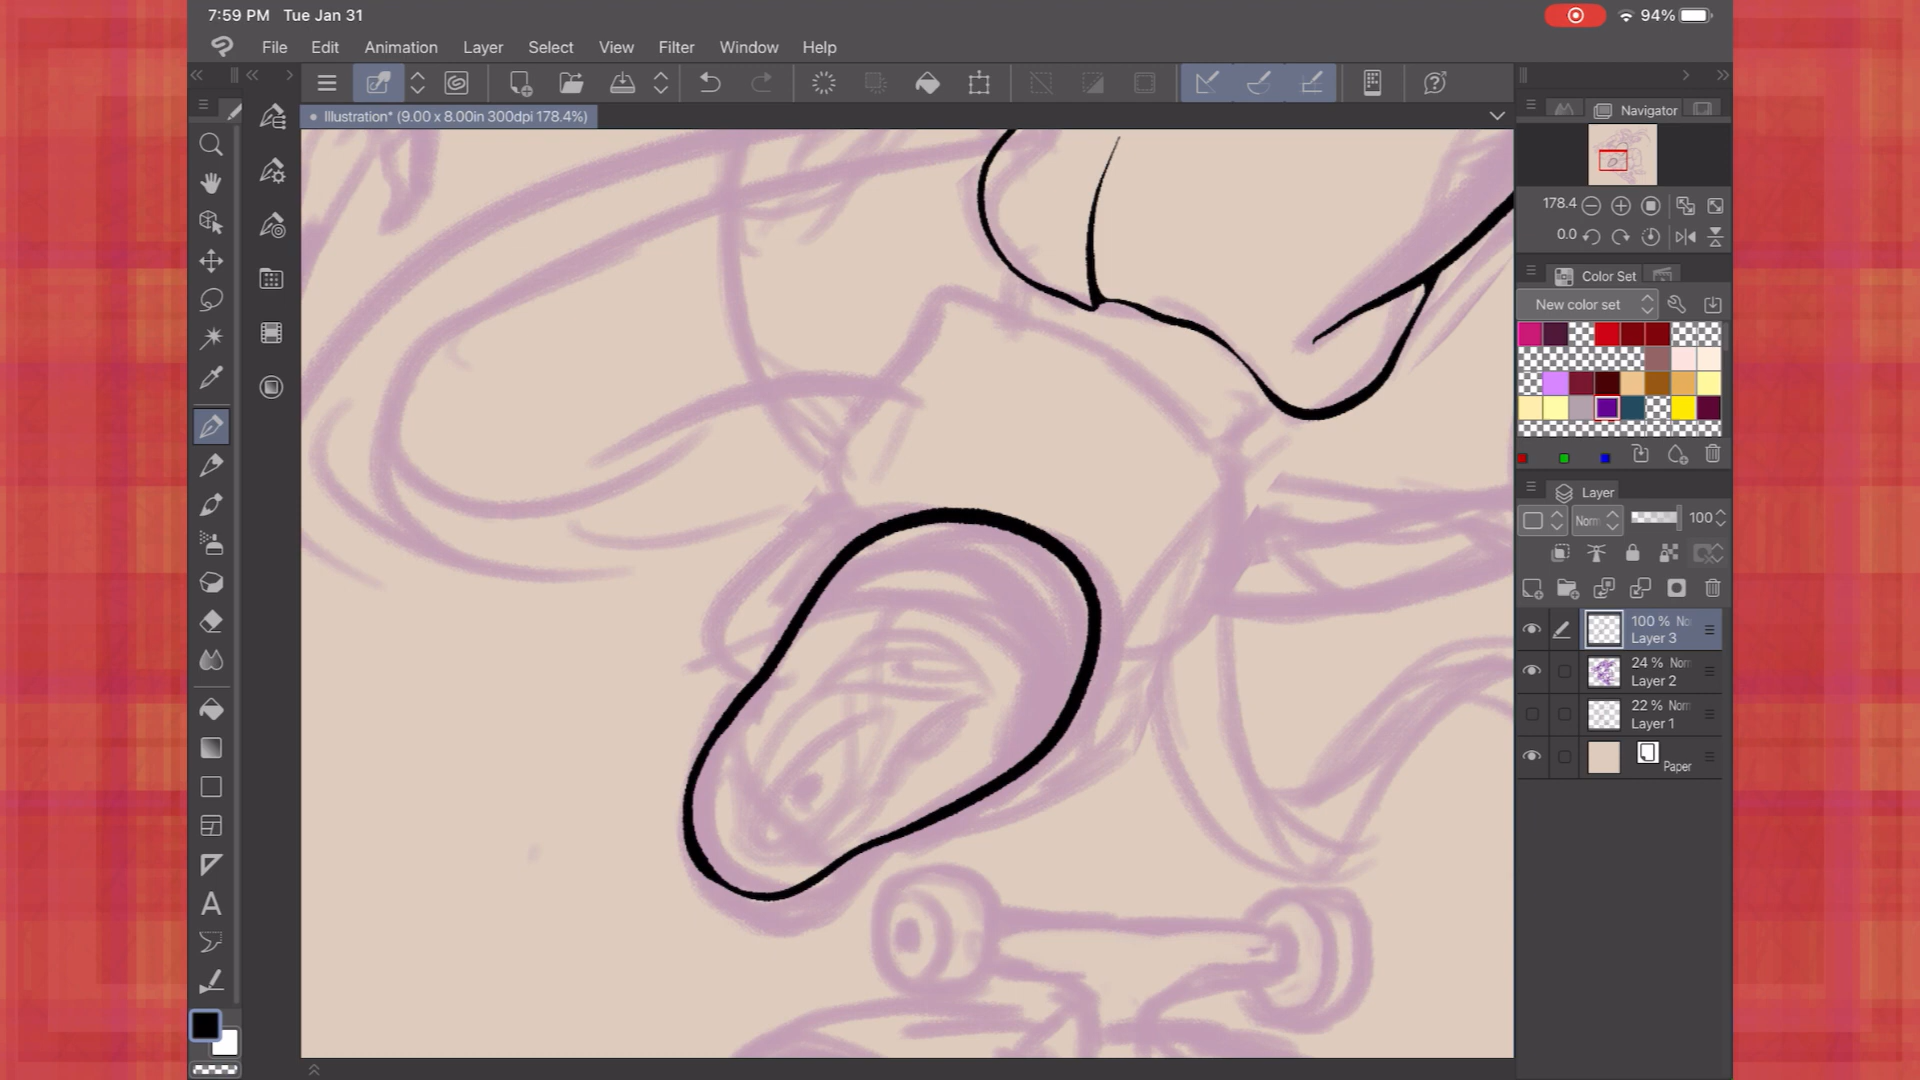 7:59 PM Tue Jan 31
94%
File Edit Animation Layer Select View Filter Window Help
Illustration* (9.00 x 8.00in 300dpi 178.4%)
Navigator
178.4
0.0
Color Set
New color set
Layer
Norm 100
100 % No
Layer 3
24 % Norm
Layer 2
22 % Norm
Layer 1
Paper